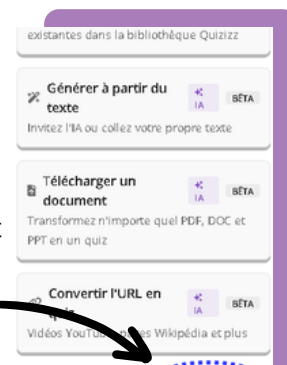 existantes dans la bibliothèque Quizizz
Générer à partir du
texte
IA
BÊTA
Invitez l'IA ou collez votre propre texte
Télécharger un
document
IA
BÊTA
Transformez n'importe quel PDF, DOC et
PPT en un quiz
Convertir l'URL en
quiz
IA
BÊTA
Vidéos YouTube, pages Wikipédia et plus